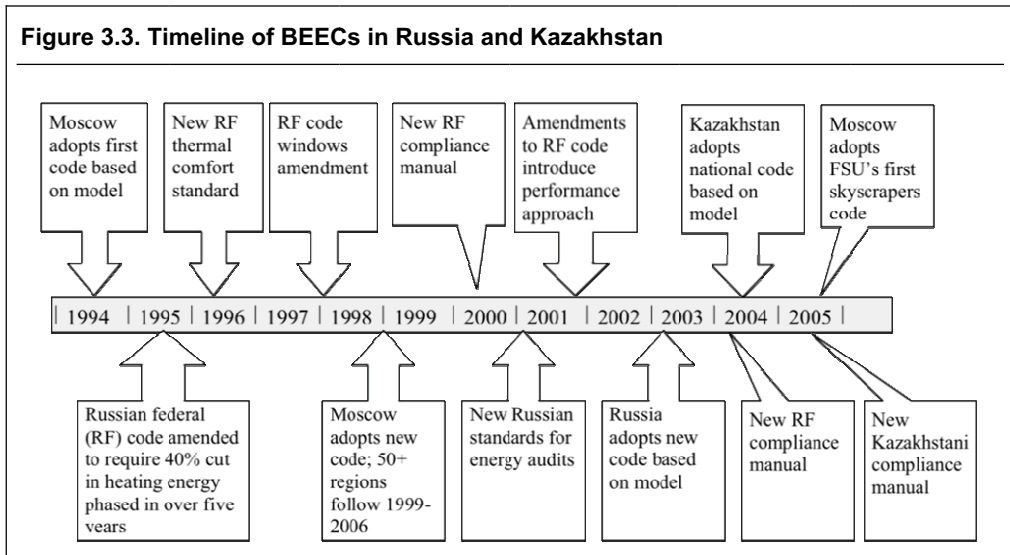 Figure 3.3. Timeline of BEECs in Russia and Kazakhstan
Moscow
adopts first
code based
on model
New RF
thermal
comfort
standard
RF code
windows
amendment
New RF
compliance
manual
Amendments
to RF code
introduce
performance
approach
Kazakhstan
adopts
national code
based on
model
Moscow
adopts
FSU's first
skyscrapers
code
| 1994 | 1995 | 1996 | 1997 | 1998 | 1999 | 2000 | 2001 | 2002 | 2003 | 2004 | 2005 |
Russian federal
(RF) code amended
to require 40% cut
in heating energy
phased in over five
years
Moscow
adopts new
code; 50+
regions
follow 1999-
2006
New Russian
standards for
energy audits
Russia
adopts new
code based
on model
New RF
compliance
manual
New
Kazakhstani
compliance
manual